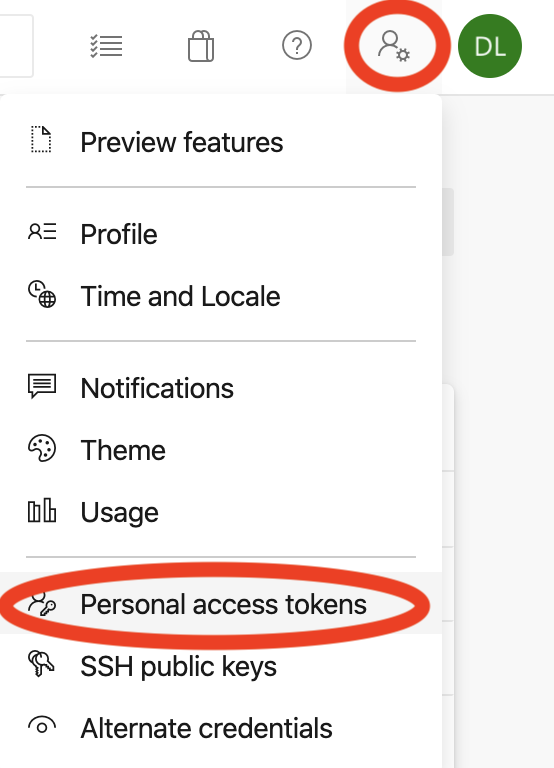 DL
Preview features
Profile
Time and Locale
Notifications
Theme
Usage
Personal access tokens
SSH public keys
Alternate credentials